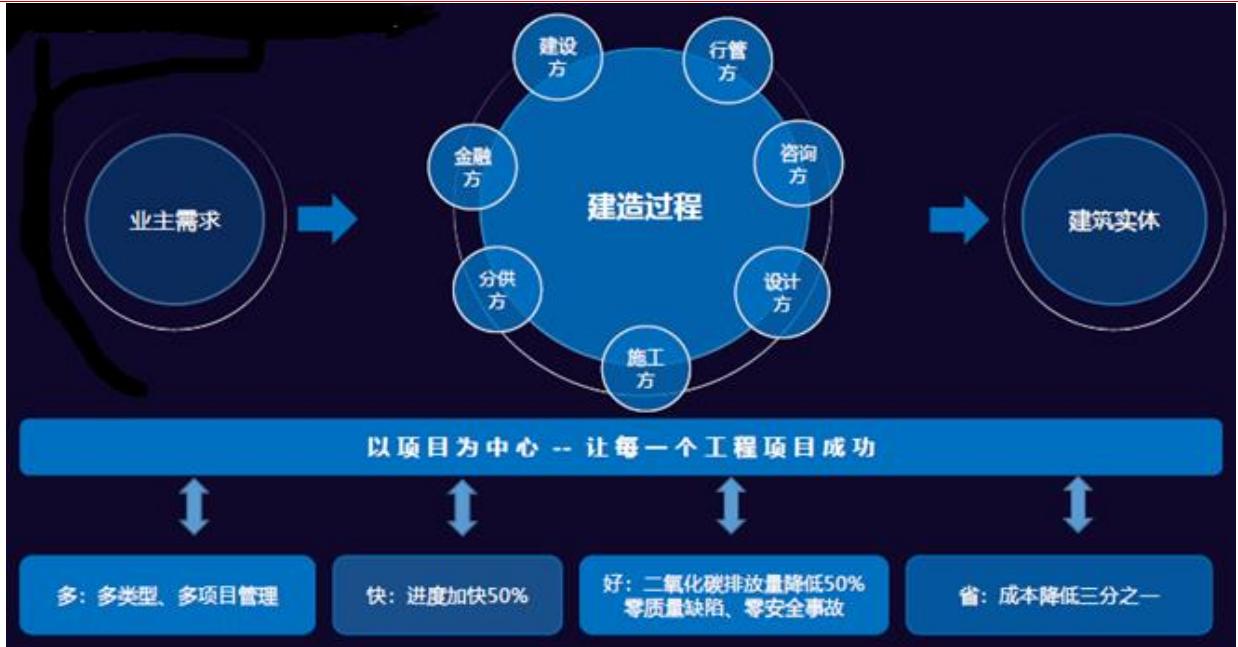 建设
方
行管
方
金融
方
咨询
方
业主需求
建造过程
建筑实体
分供
方
设计
方
施工
方
以项目为中心 -- 让每一个工程项目成功
多：多类型、多项目管理
快：进度加快50%
好：二氧化碳排放量降低50%
零质量缺陷、零安全事故
省：成本降低三分之一